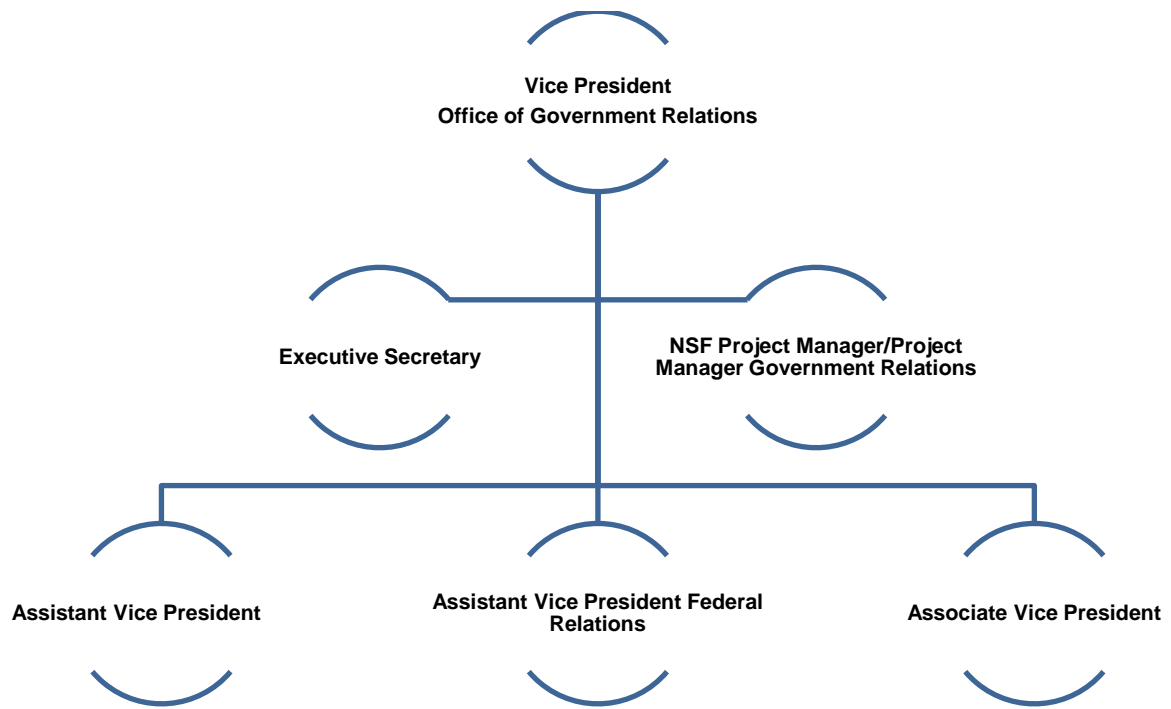 Vice President
Office of Government Relations
Executive Secretary
NSF Project Manager/Project
Manager Government Relations
Assistant Vice President
Assistant Vice President Federal
Relations
Associate Vice President